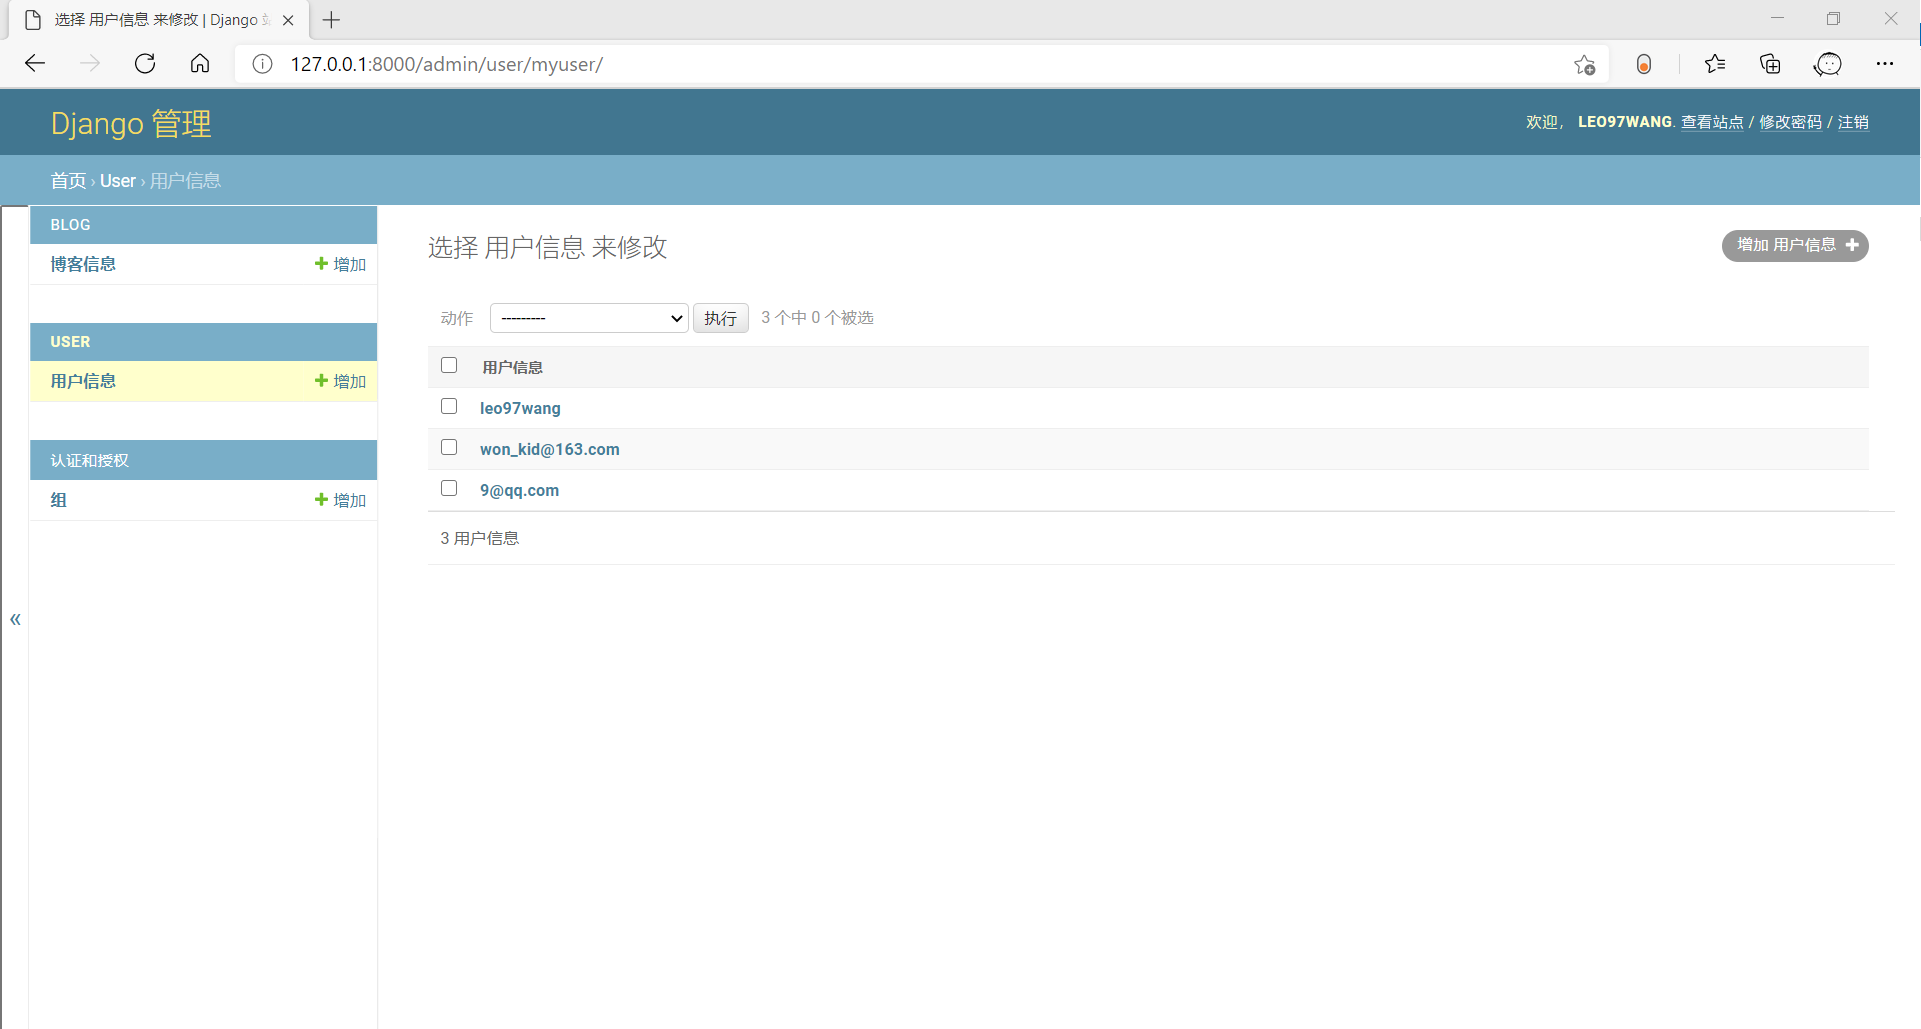 选择 用户信息 来修改 | Django 站
127.0.0.1:8000/admin/user/myuser/
Django 管理
欢迎， LEO97WANG. 查看站点 / 修改密码 / 注销
首页 › User › 用户信息
BLOG
博客信息 增加
USER
用户信息 增加
认证和授权
组 增加
«
选择 用户信息 来修改
增加 用户信息
动作 --------- 执行 3 个中 0 个被选
用户信息
leo97wang
won_kid@163.com
9@qq.com
3 用户信息